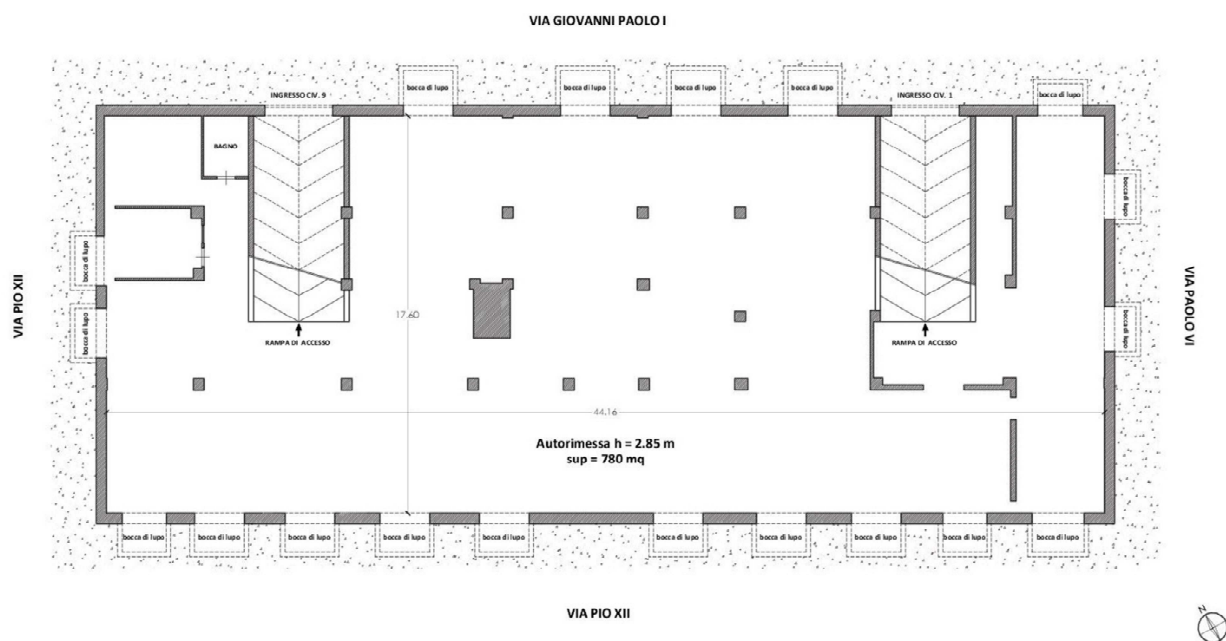 VIA GIOVANNI PAOLO I
bocca di lupo
bocca di lupo
bocca di lupo
bocca di lupo
bocca di lupo
INGRESSO CIV. 9
INGRESSO CIV. 1
BAGNO
bocca di lupo
bocca di lupo
bocca di lupo
bocca di lupo
VIA PIO XII
VIA PAOLO VI
17.60
RAMPA DI ACCESSO
RAMPA DI ACCESSO
44.16
Autorimessa h = 2.85 m
sup = 780 mq
bocca di lupo
bocca di lupo
bocca di lupo
bocca di lupo
bocca di lupo
bocca di lupo
bocca di lupo
bocca di lupo
bocca di lupo
bocca di lupo
VIA PIO XII
N